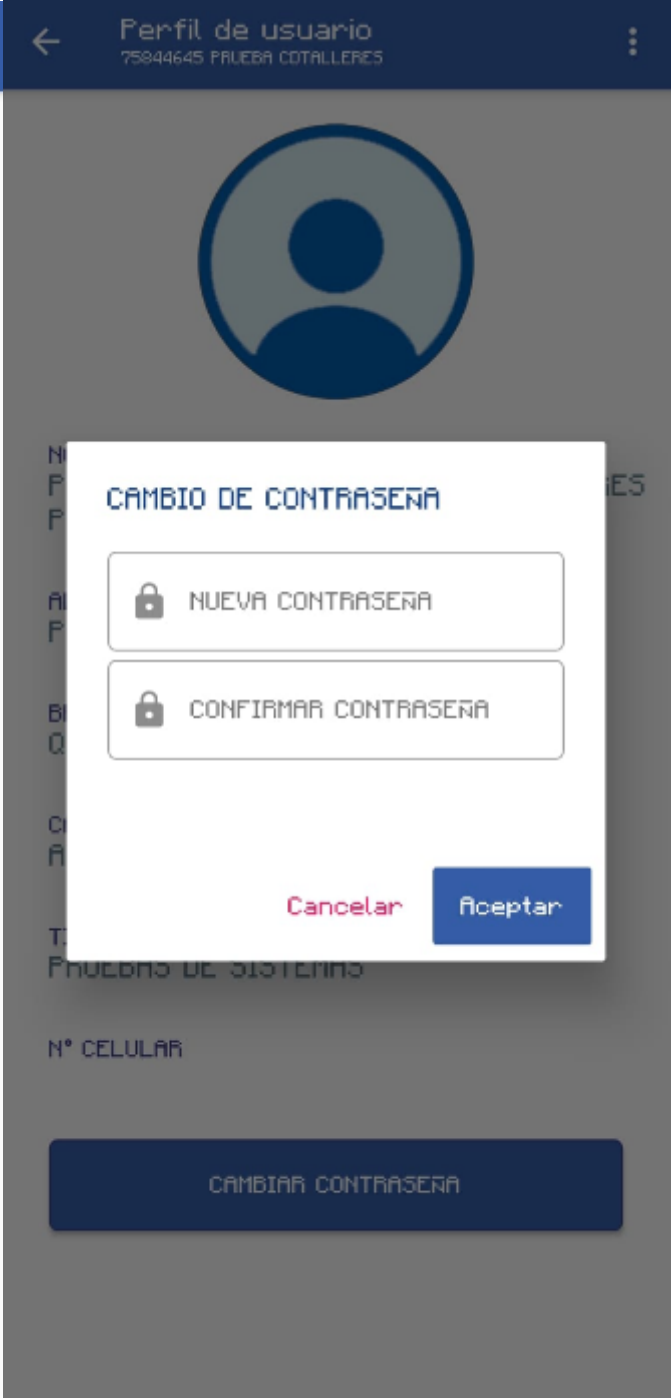 Perfil de usuario
75844645 PRUEBA COTALLERES
CAMBIO DE CONTRASEÑA
NUEVA CONTRASEÑA
CONFIRMAR CONTRASEÑA
Cancelar
Aceptar
PRUEBAS DE SISTEMAS
N° CELULAR
CAMBIAR CONTRASEÑA